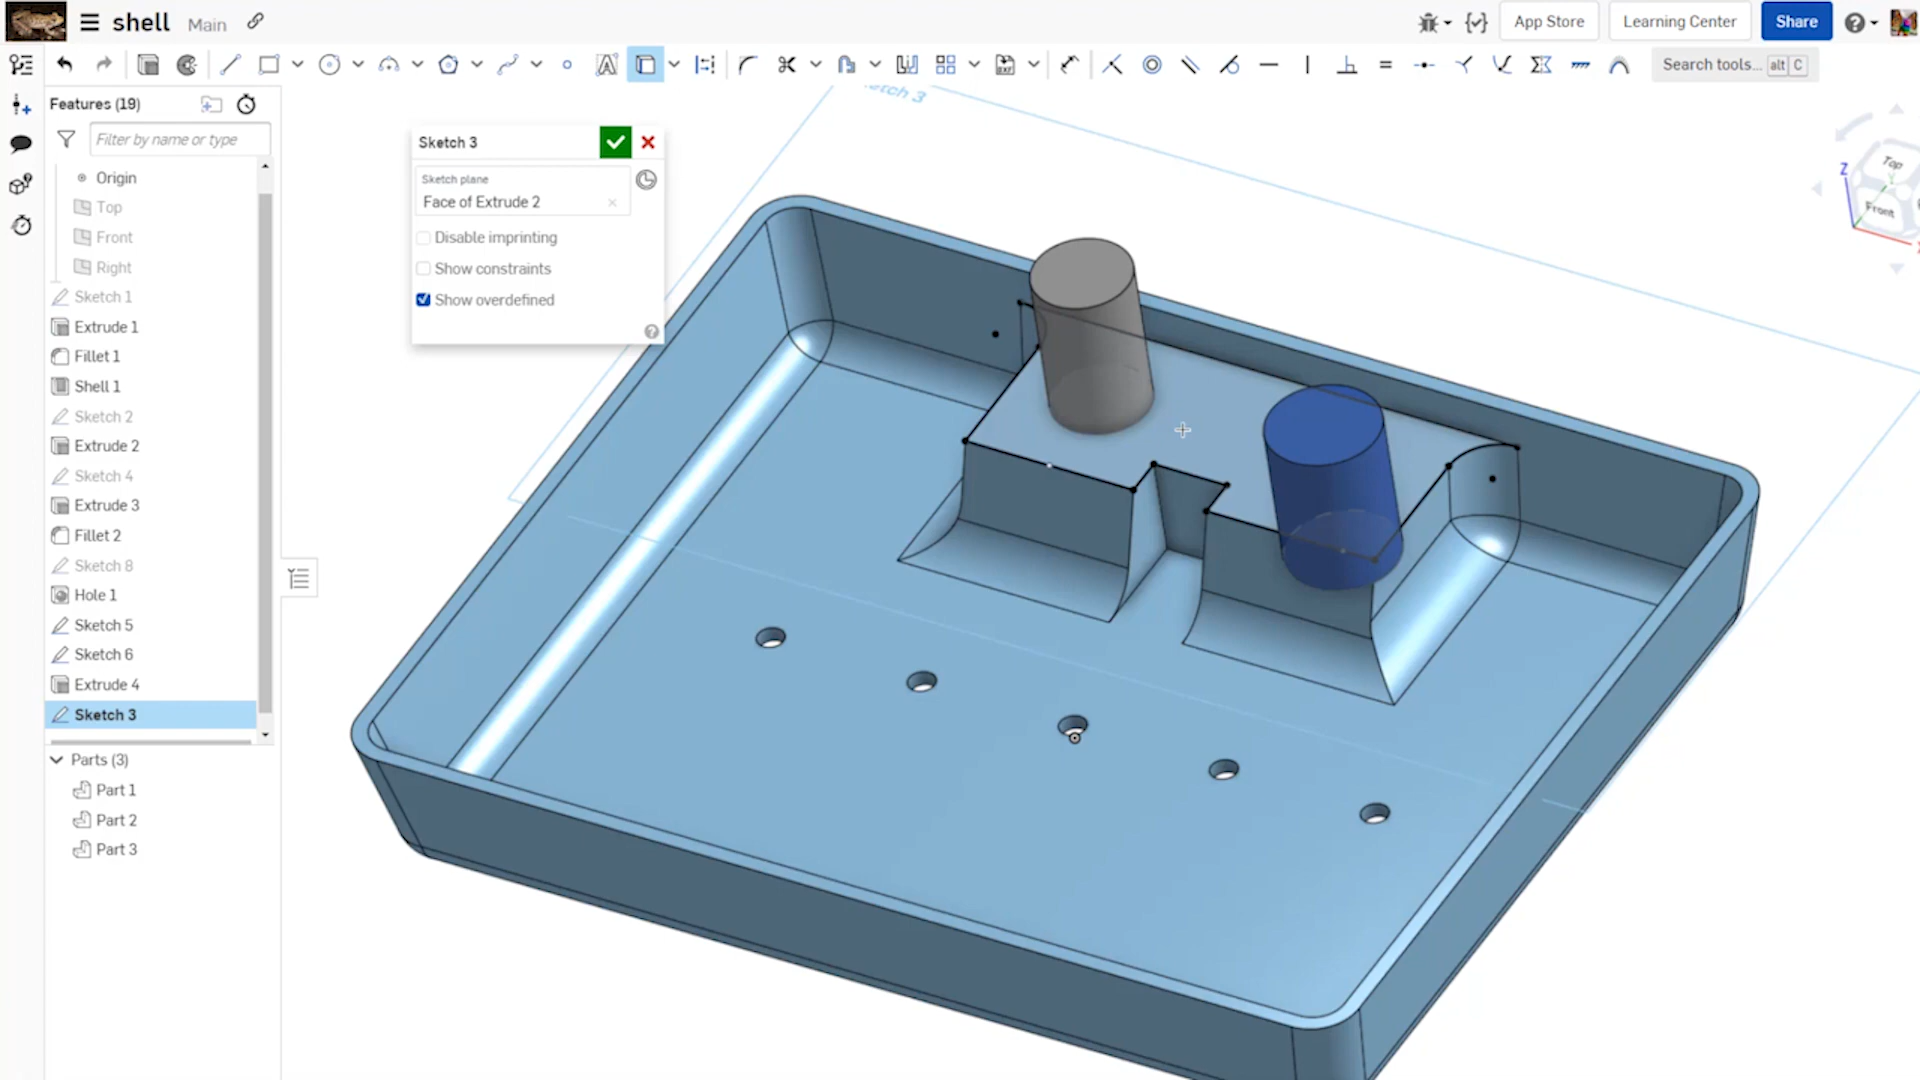 shell Main
App Store
Learning Center
Share
Search tools... alt C
Features (19)
Filter by name or type
Origin
Top
Front
Right
Sketch 1
Extrude 1
Fillet 1
Shell 1
Sketch 2
Extrude 2
Sketch 4
Extrude 3
Fillet 2
Sketch 8
Hole 1
Sketch 5
Sketch 6
Extrude 4
Sketch 3
Parts (3)
Part 1
Part 2
Part 3
Sketch 3
Sketch plane
Face of Extrude 2
Disable imprinting
Show constraints
Show overdefined
etch 3
Z
Top
Y
Front